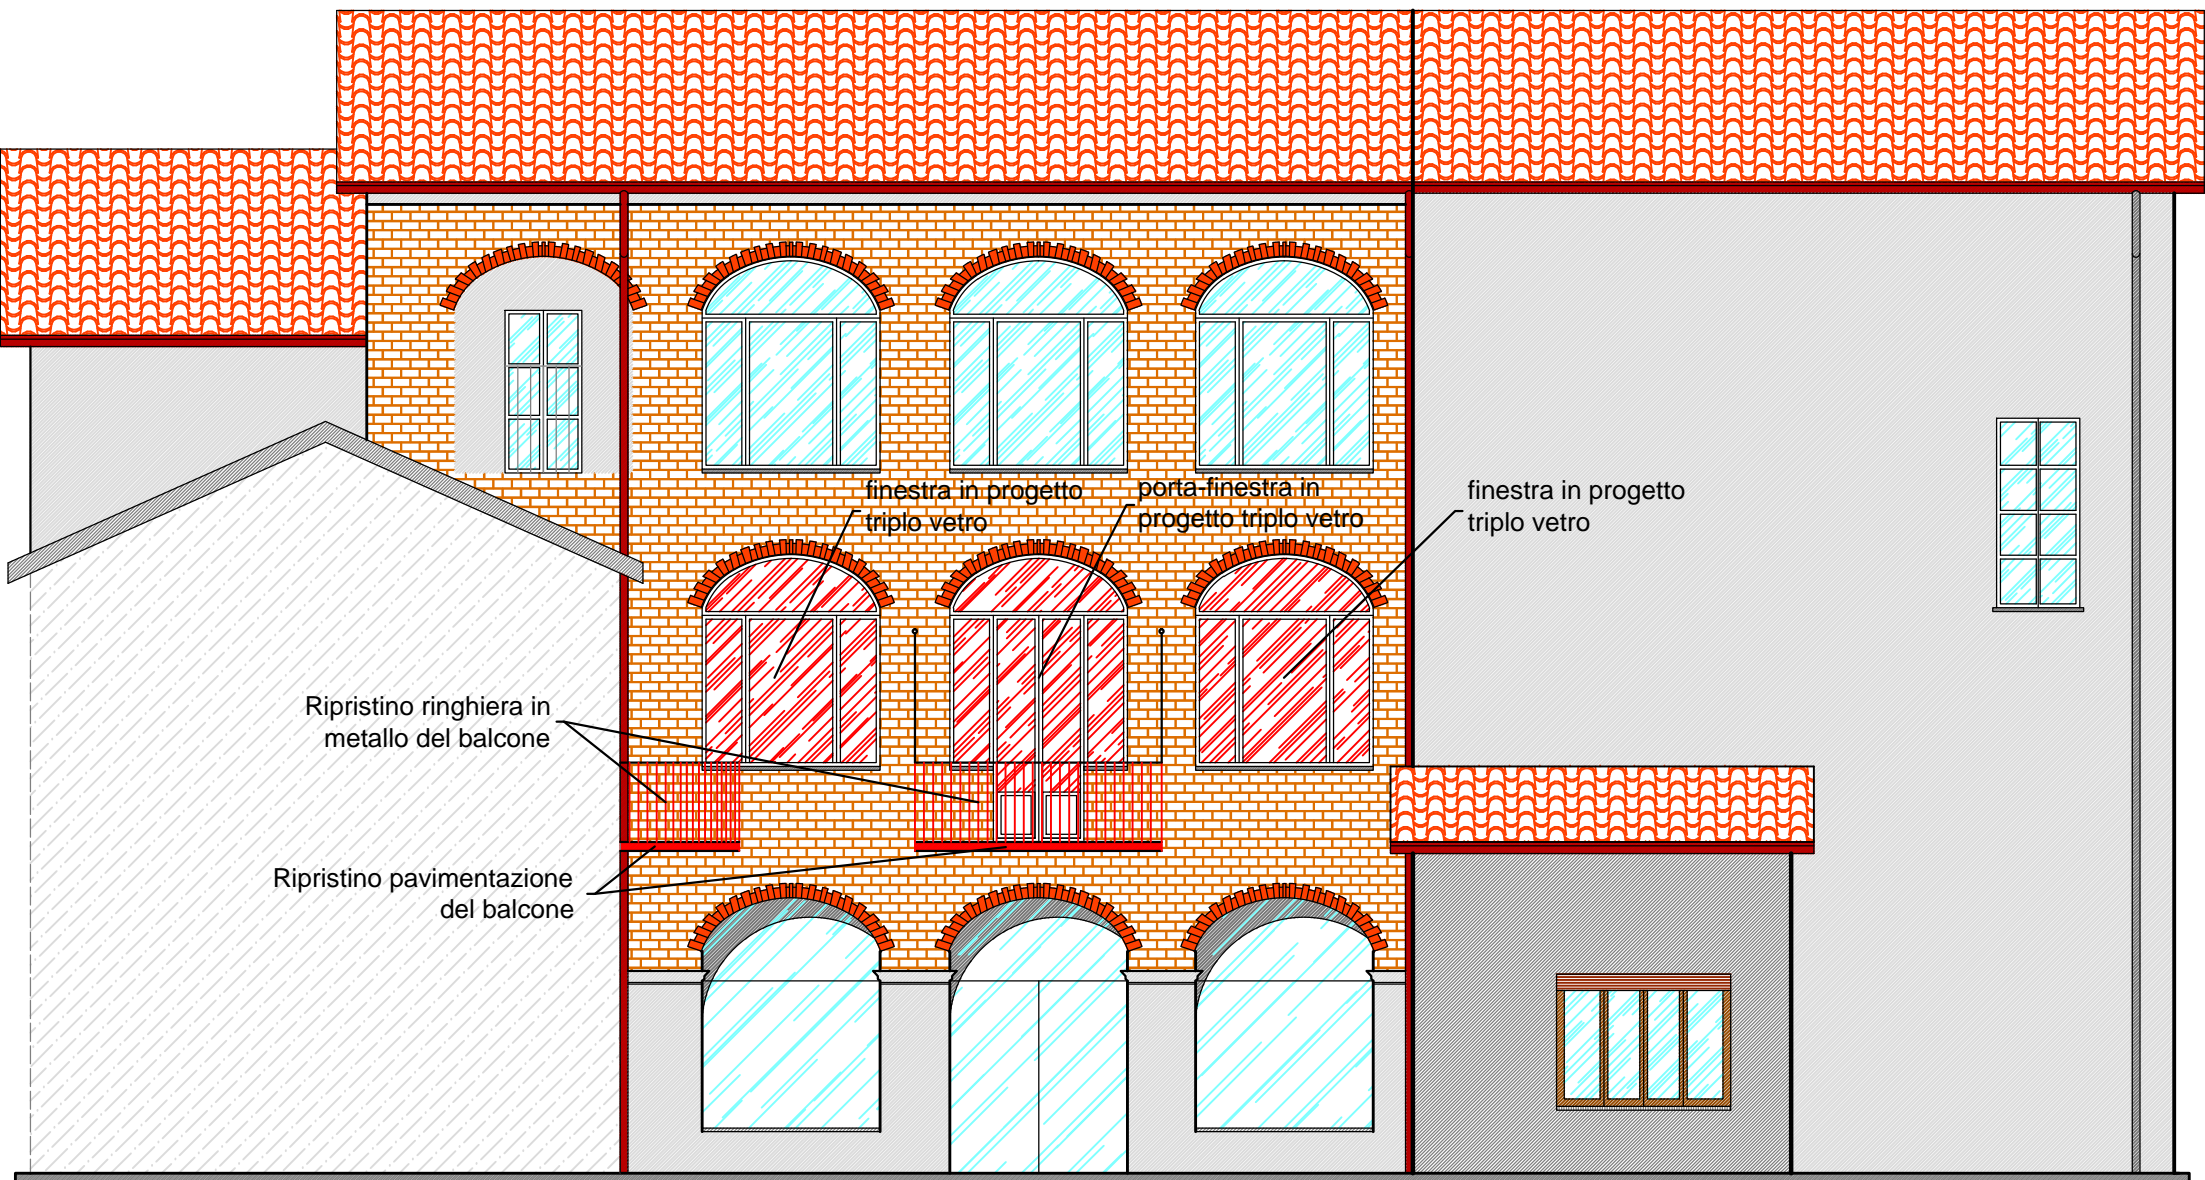 finestra in progetto
triplo vetro
porta-finestra in
progetto triplo vetro
finestra in progetto
triplo vetro
Ripristino ringhiera in
metallo del balcone
Ripristino pavimentazione
del balcone